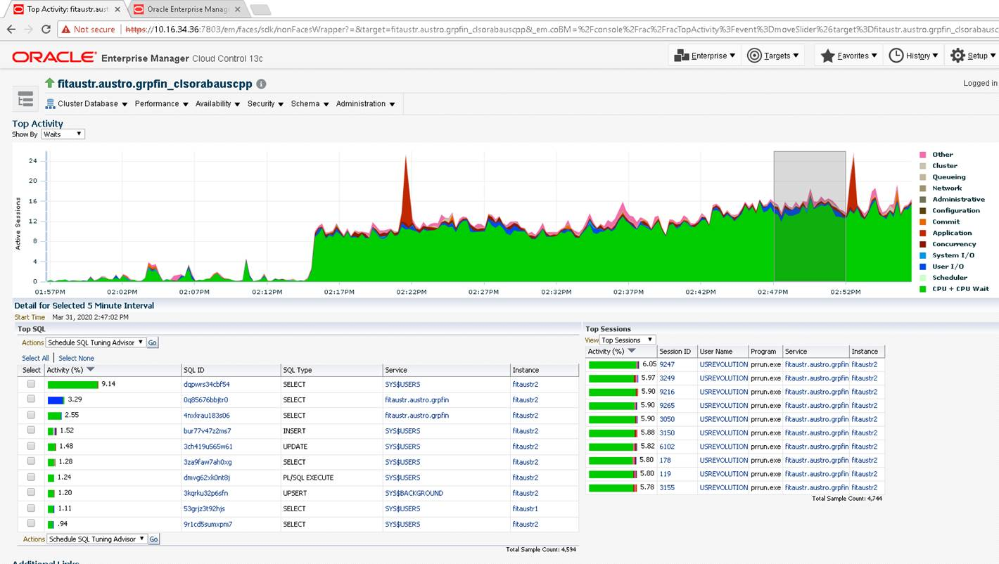 Top Activity: fitaustr.aust
Oracle Enterprise Manage
Not secure https://10.16.34.36:7803/em/faces/sdk/nonFacesWrapper?=&target=fitaustr.austro.grpfin_clsorabauscpp&_em.coBM=%2Fconsole%2Frac%2FracTopActivity%3Fevent%3DmoveSlider%26target%3Dfitaustr.austro.grpfin_clsorabausc
ORACLE Enterprise Manager Cloud Control 13c
Enterprise Targets Favorites History Setup
fitaustr.austro.grpfin_clsorabauscpp
Logged in
Cluster Database Performance Availability Security Schema Administration
Top Activity
Show By Waits
Active Sessions
24
20
16
12
8
4
0
01:57PM 02:02PM 02:07PM 02:12PM 02:17PM 02:22PM 02:27PM 02:32PM 02:37PM 02:42PM 02:47PM 02:52PM
Other
Cluster
Queueing
Network
Administrative
Configuration
Commit
Application
Concurrency
System I/O
User I/O
Scheduler
CPU + CPU Wait
Detail for Selected 5 Minute Interval
Start Time Mar 31, 2020 2:47:02 PM
Top SQL
Actions Schedule SQL Tuning Advisor Go
Select All | Select None
Select Activity (%) SQL ID SQL Type Service Instance
9.14 dqpwrs34cbf54 SELECT SYS$USERS fitaustr2
3.29 0q85676bbjtr0 SELECT fitaustr.austro.grpfin fitaustr2
2.55 4nxkrau183s06 SELECT fitaustr.austro.grpfin fitaustr2
1.52 bur77v47z2ms7 INSERT SYS$USERS fitaustr2
1.48 3ch419u565w61 UPDATE SYS$USERS fitaustr2
1.28 3za9faw7ah0xg SELECT SYS$USERS fitaustr2
1.24 dmvg62xk0nt8j PL/SQL EXECUTE SYS$USERS fitaustr2
1.20 3kqrku32p6sfn UPSERT SYS$BACKGROUND fitaustr2
1.11 53grjz3t92hjs SELECT SYS$USERS fitaustr1
.94 9r1cd5sumxpm7 SELECT SYS$USERS fitaustr2
Actions Schedule SQL Tuning Advisor Go
Total Sample Count: 4,594
Top Sessions
View Top Sessions
Activity (%) Session ID User Name Program Service Instance
6.05 9247 USREVOLUTION prrun.exe fitaustr.austro.grpfin fitaustr2
5.97 3249 USREVOLUTION prrun.exe fitaustr.austro.grpfin fitaustr2
5.90 9216 USREVOLUTION prrun.exe fitaustr.austro.grpfin fitaustr2
5.90 9265 USREVOLUTION prrun.exe fitaustr.austro.grpfin fitaustr2
5.90 3050 USREVOLUTION prrun.exe fitaustr.austro.grpfin fitaustr2
5.88 3150 USREVOLUTION prrun.exe fitaustr.austro.grpfin fitaustr2
5.82 6102 USREVOLUTION prrun.exe fitaustr.austro.grpfin fitaustr2
5.80 178 USREVOLUTION prrun.exe fitaustr.austro.grpfin fitaustr2
5.80 119 USREVOLUTION prrun.exe fitaustr.austro.grpfin fitaustr2
5.78 3155 USREVOLUTION prrun.exe fitaustr.austro.grpfin fitaustr2
Total Sample Count: 4,744
Additional Links